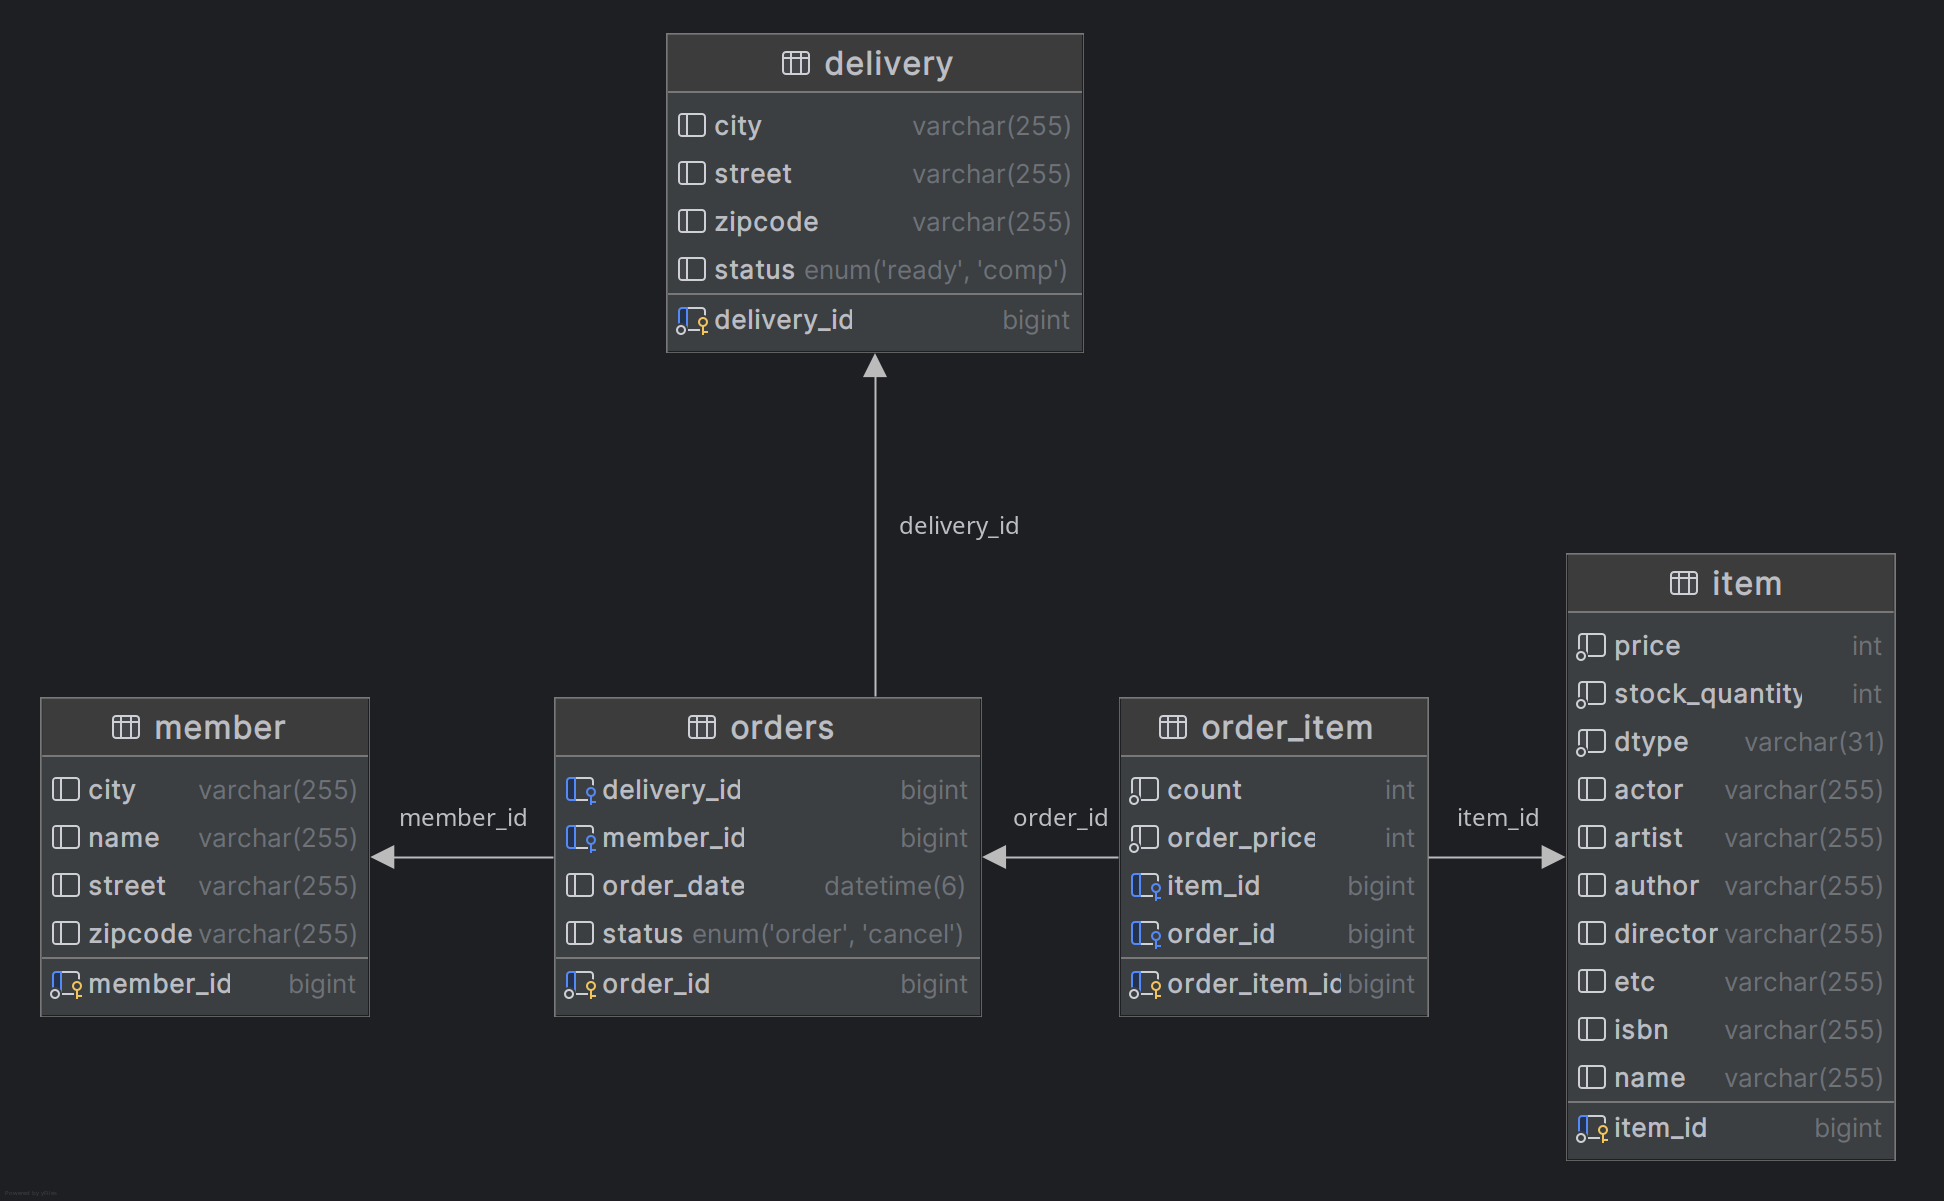 delivery
city varchar(255)
street varchar(255)
zipcode varchar(255)
status enum('ready', 'comp')
delivery_id bigint
delivery_id
member
city varchar(255)
name varchar(255)
street varchar(255)
zipcode varchar(255)
member_id bigint
member_id
orders
delivery_id bigint
member_id bigint
order_date datetime(6)
status enum('order', 'cancel')
order_id bigint
order_id
order_item
count int
order_price int
item_id bigint
order_id bigint
order_item_id bigint
item_id
item
price int
stock_quantity int
dtype varchar(31)
actor varchar(255)
artist varchar(255)
author varchar(255)
director varchar(255)
etc varchar(255)
isbn varchar(255)
name varchar(255)
item_id bigint